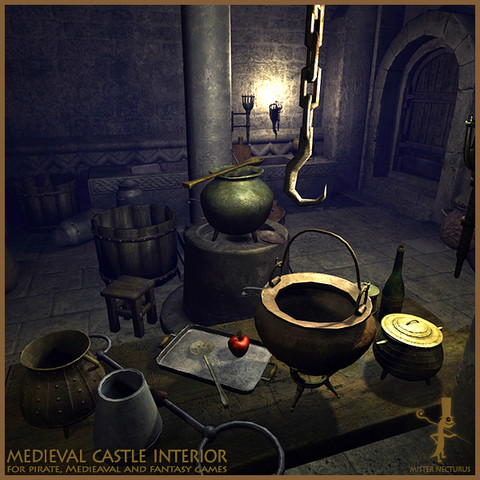 MEDIEVAL CASTLE INTERIOR
FOR PIRATE, MEDIEAVAL AND FANTASY GAMES
MISTER NECTURUS